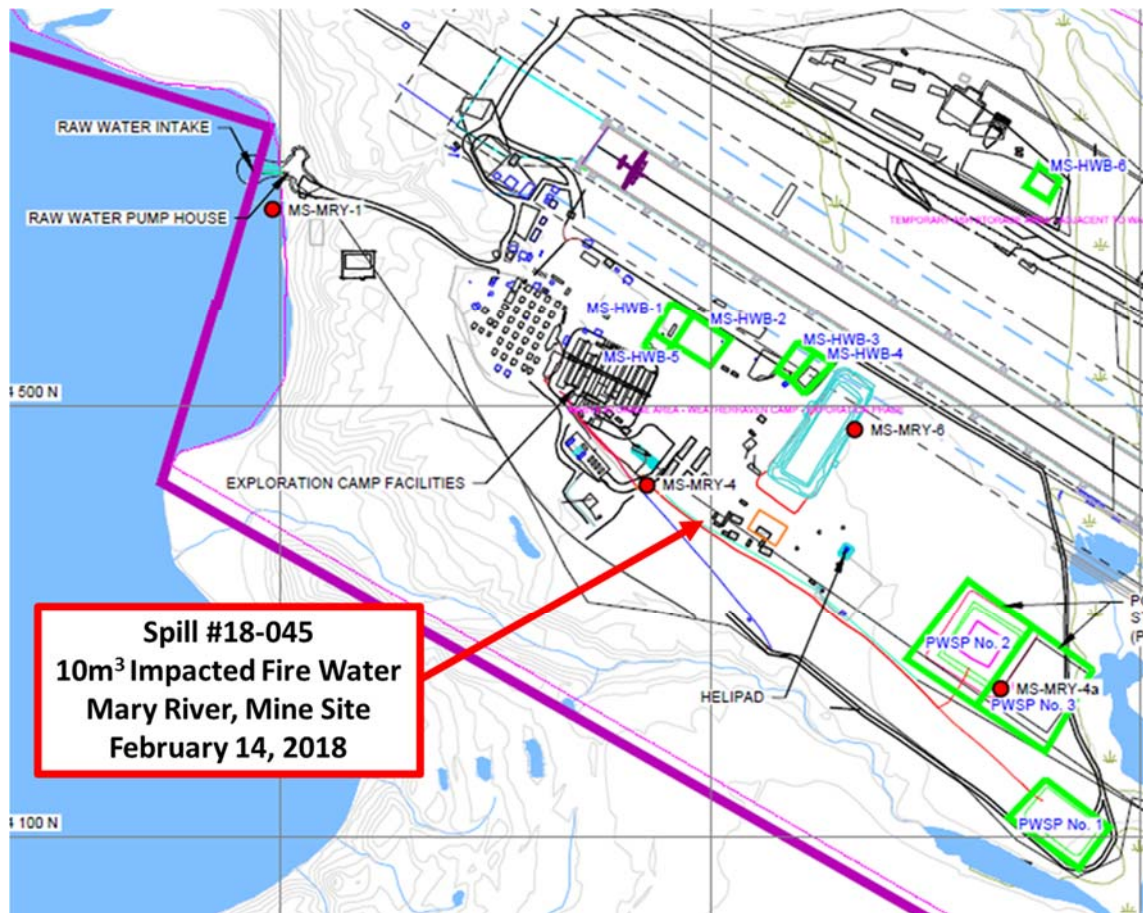 RAW WATER INTAKE
RAW WATER PUMP HOUSE
MS-MRY-1
MS-HWB-6
MS-HWB-1
MS-HWB-2
MS-HWB-3
MS-HWB-4
MS-HWB-5
4 500 N
MS-MRY-6
EXPLORATION CAMP FACILITIES
MS-MRY-4
Spill #18-045
10m³ Impacted Fire Water
Mary River, Mine Site
February 14, 2018
HELIPAD
PWSP No. 2
MS-MRY-4a
PWSP No. 3
4 100 N
PWSP No. 1